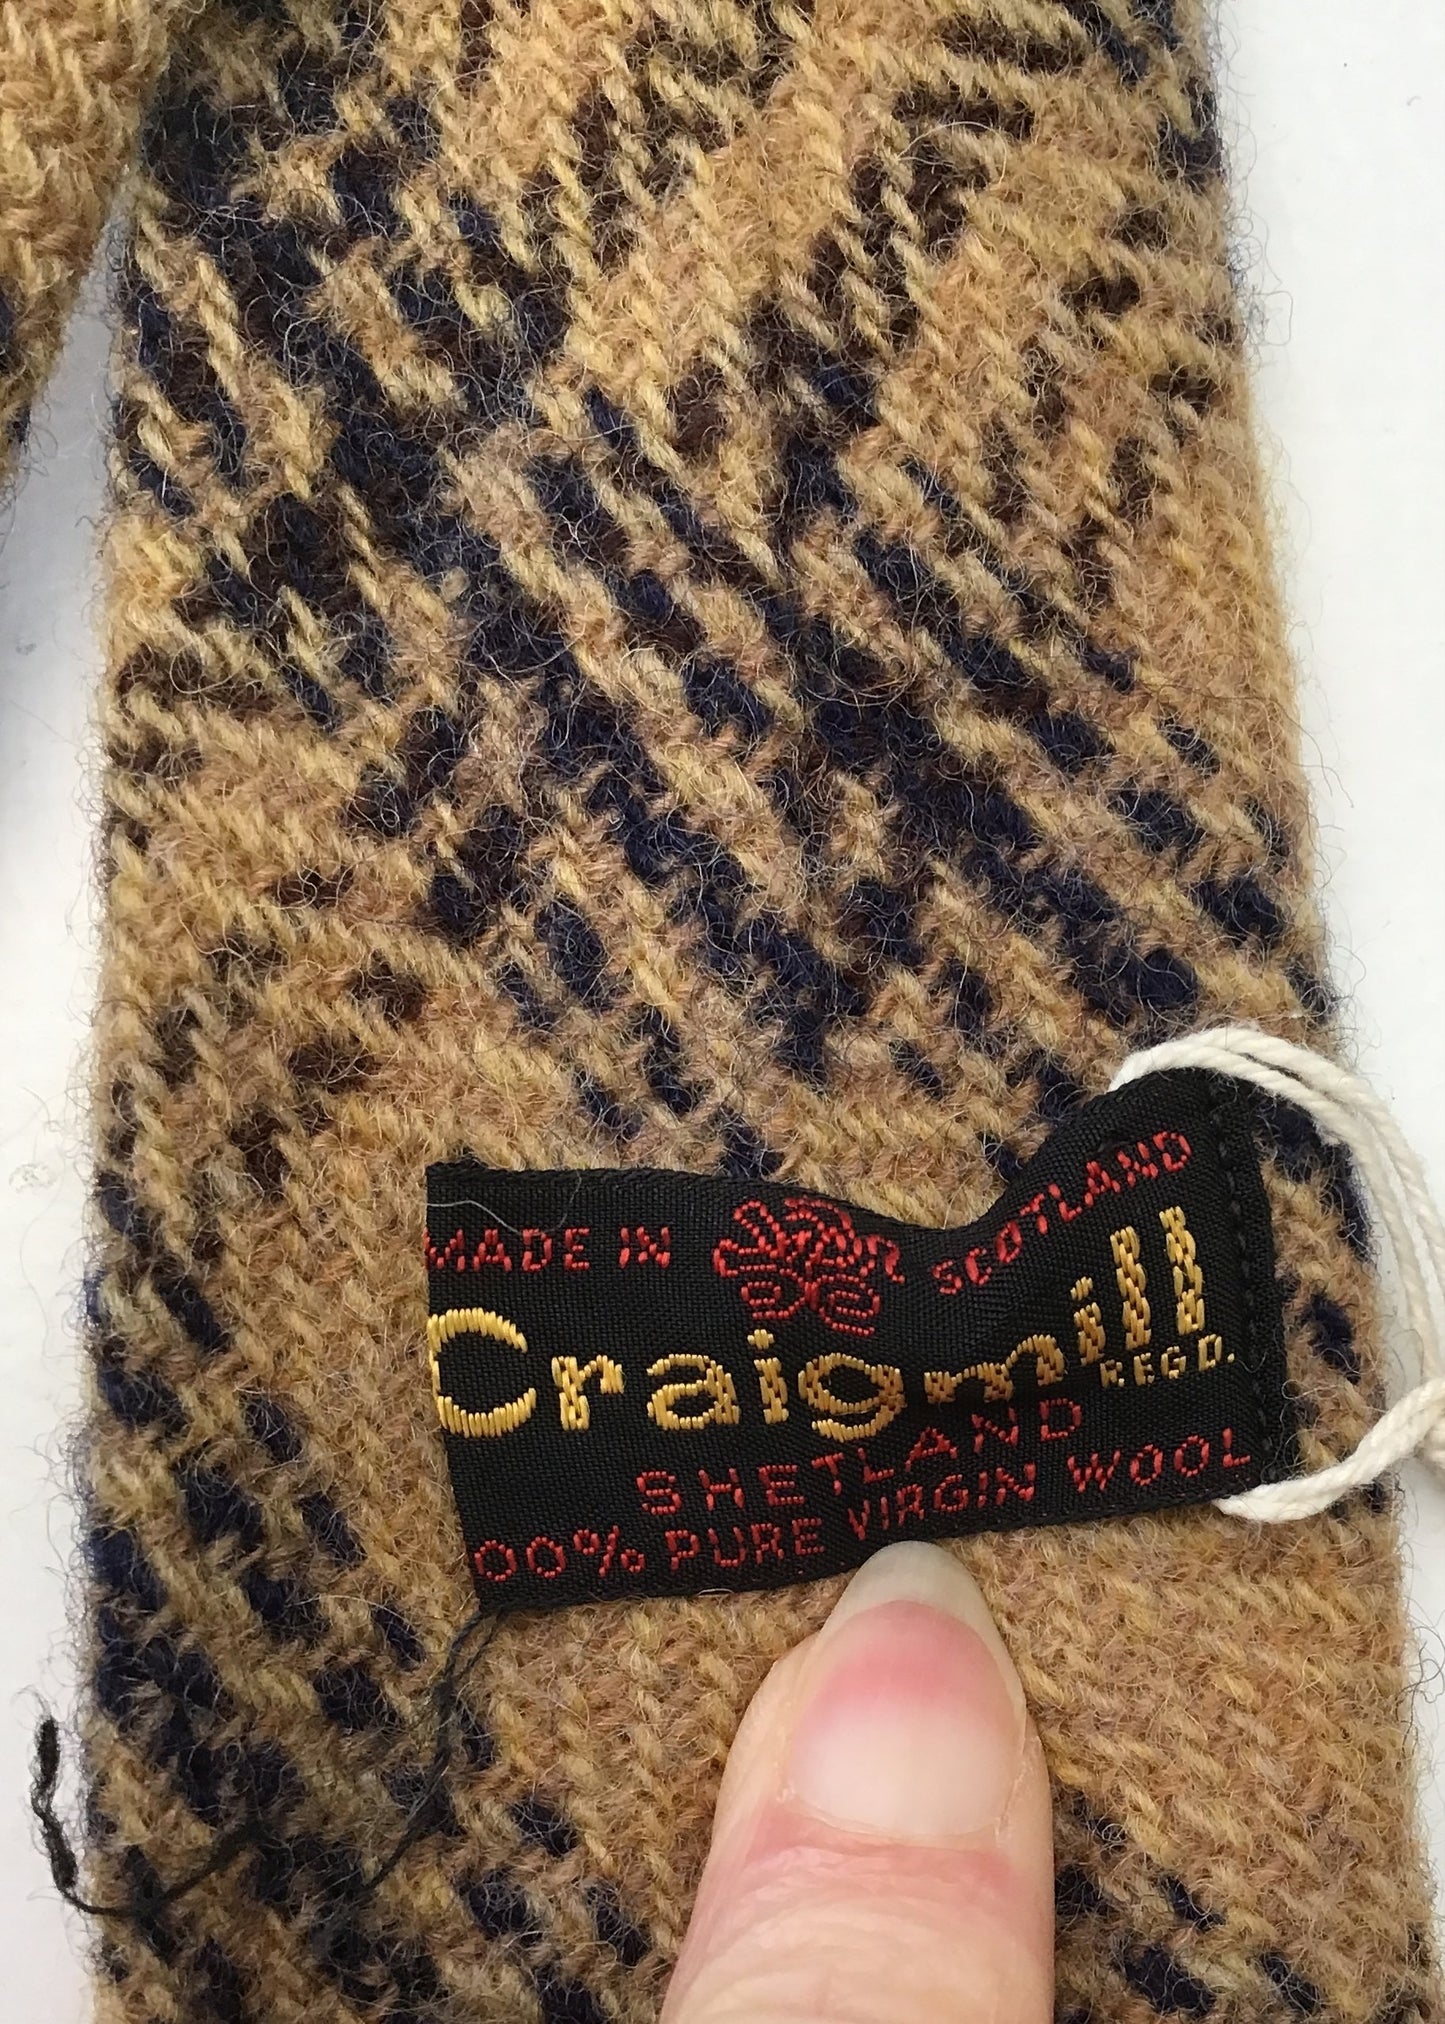 MADE IN SCOTLAND
Craigmill
REGD.
SHETLAND
00% PURE VIRGIN WOOL